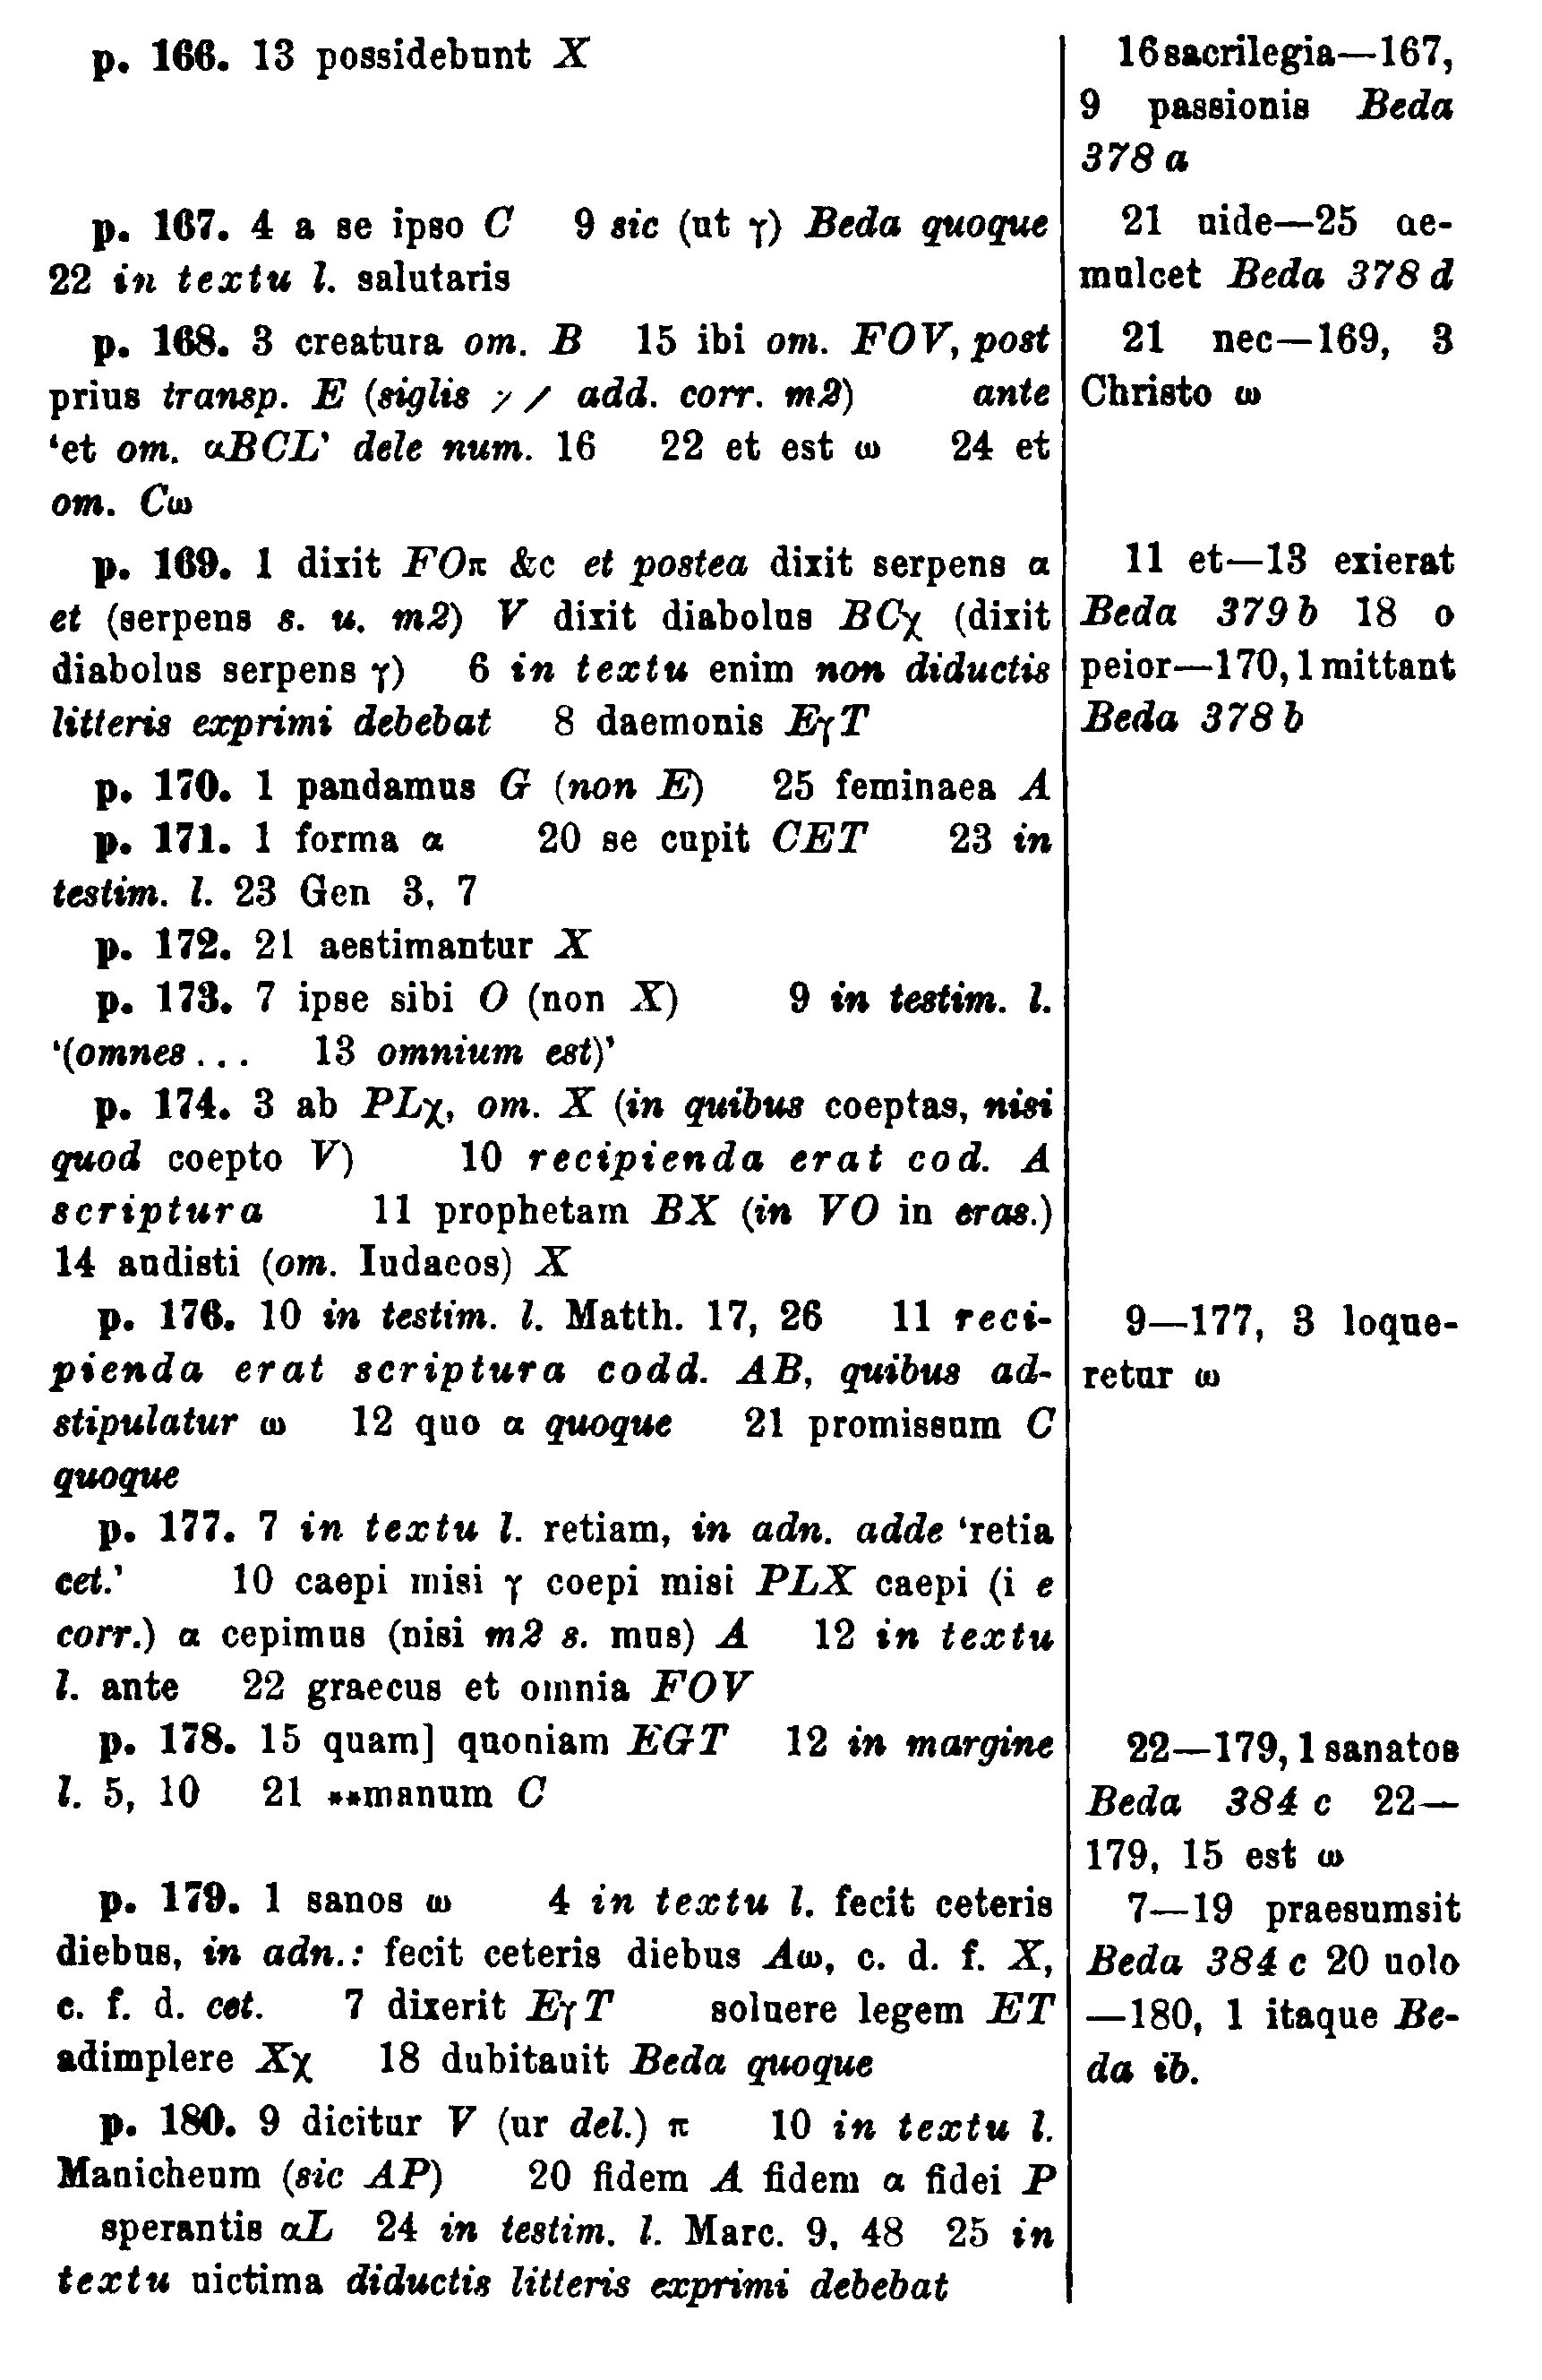 p. 166. 13 possidebunt X
p. 167. 4 a se ipso C 9 sic (ut γ) Beda quoque
22 in textu l. salutaris
p. 168. 3 creatura om. B 15 ibi om. FOV, post
prius transp. E (siglis ⁒ / add. corr. m2) ante
‘et om. αBCL’ dele num. 16 22 et est ω 24 et
om. Cω
p. 169. 1 dixit FOπ &c et postea dixit serpens α
et (serpens s. u. m2) V dixit diabolus BCχ (dixit
diabolus serpens γ) 6 in textu enim non diductis
litteris exprimi debebat 8 daemonis EγT
p. 170. 1 pandamus G (non E) 25 feminaea A
p. 171. 1 forma α 20 se cupit CET 23 in
testim. l. 23 Gen 3, 7
p. 172. 21 aestimantur X
p. 173. 7 ipse sibi O (non X) 9 in testim. l.
‘(omnes... 13 omnium est)’
p. 174. 3 ab PLχ, om. X (in quibus coeptas, nisi
quod coepto V) 10 recipienda erat cod. A
scriptura 11 prophetam BX (in VO in eras.)
14 audisti (om. Iudaeos) X
p. 176. 10 in testim. l. Matth. 17, 26 11 reci-
pienda erat scriptura codd. AB, quibus ad-
stipulatur ω 12 quo α quoque 21 promissum C
quoque
p. 177. 7 in textu l. retiam, in adn. adde ‘retia
cet.’ 10 caepi misi γ coepi misi PLX caepi (i e
corr.) α cepimus (nisi m2 s. mus) A 12 in textu
l. ante 22 graecus et omnia FOV
p. 178. 15 quam] quoniam EGT 12 in margine
l. 5, 10 21 **manum C
p. 179. 1 sanos ω 4 in textu l. fecit ceteris
diebus, in adn.: fecit ceteris diebus Aω, c. d. f. X,
c. f. d. cet. 7 dixerit EγT soluere legem ET
adimplere Xχ 18 dubitauit Beda quoque
p. 180. 9 dicitur V (ur del.) π 10 in textu l.
Manicheum (sic AP) 20 fidem A fidem α fidei P
sperantis αL 24 in testim. l. Marc. 9, 48 25 in
textu uictima diductis litteris exprimi debebat
16 sacrilegia—167,
9 passionis Beda
378 a
21 uide—25 ae-
mulcet Beda 378 d
21 nec—169, 3
Christo ω
11 et—13 exierat
Beda 379 b 18 o
peior—170, 1 mittant
Beda 378 b
9—177, 3 loque-
retur ω
22—179, 1 sanatos
Beda 384 c 22—
179, 15 est ω
7—19 praesumsit
Beda 384 c 20 uolo
—180, 1 itaque Be-
da ib.